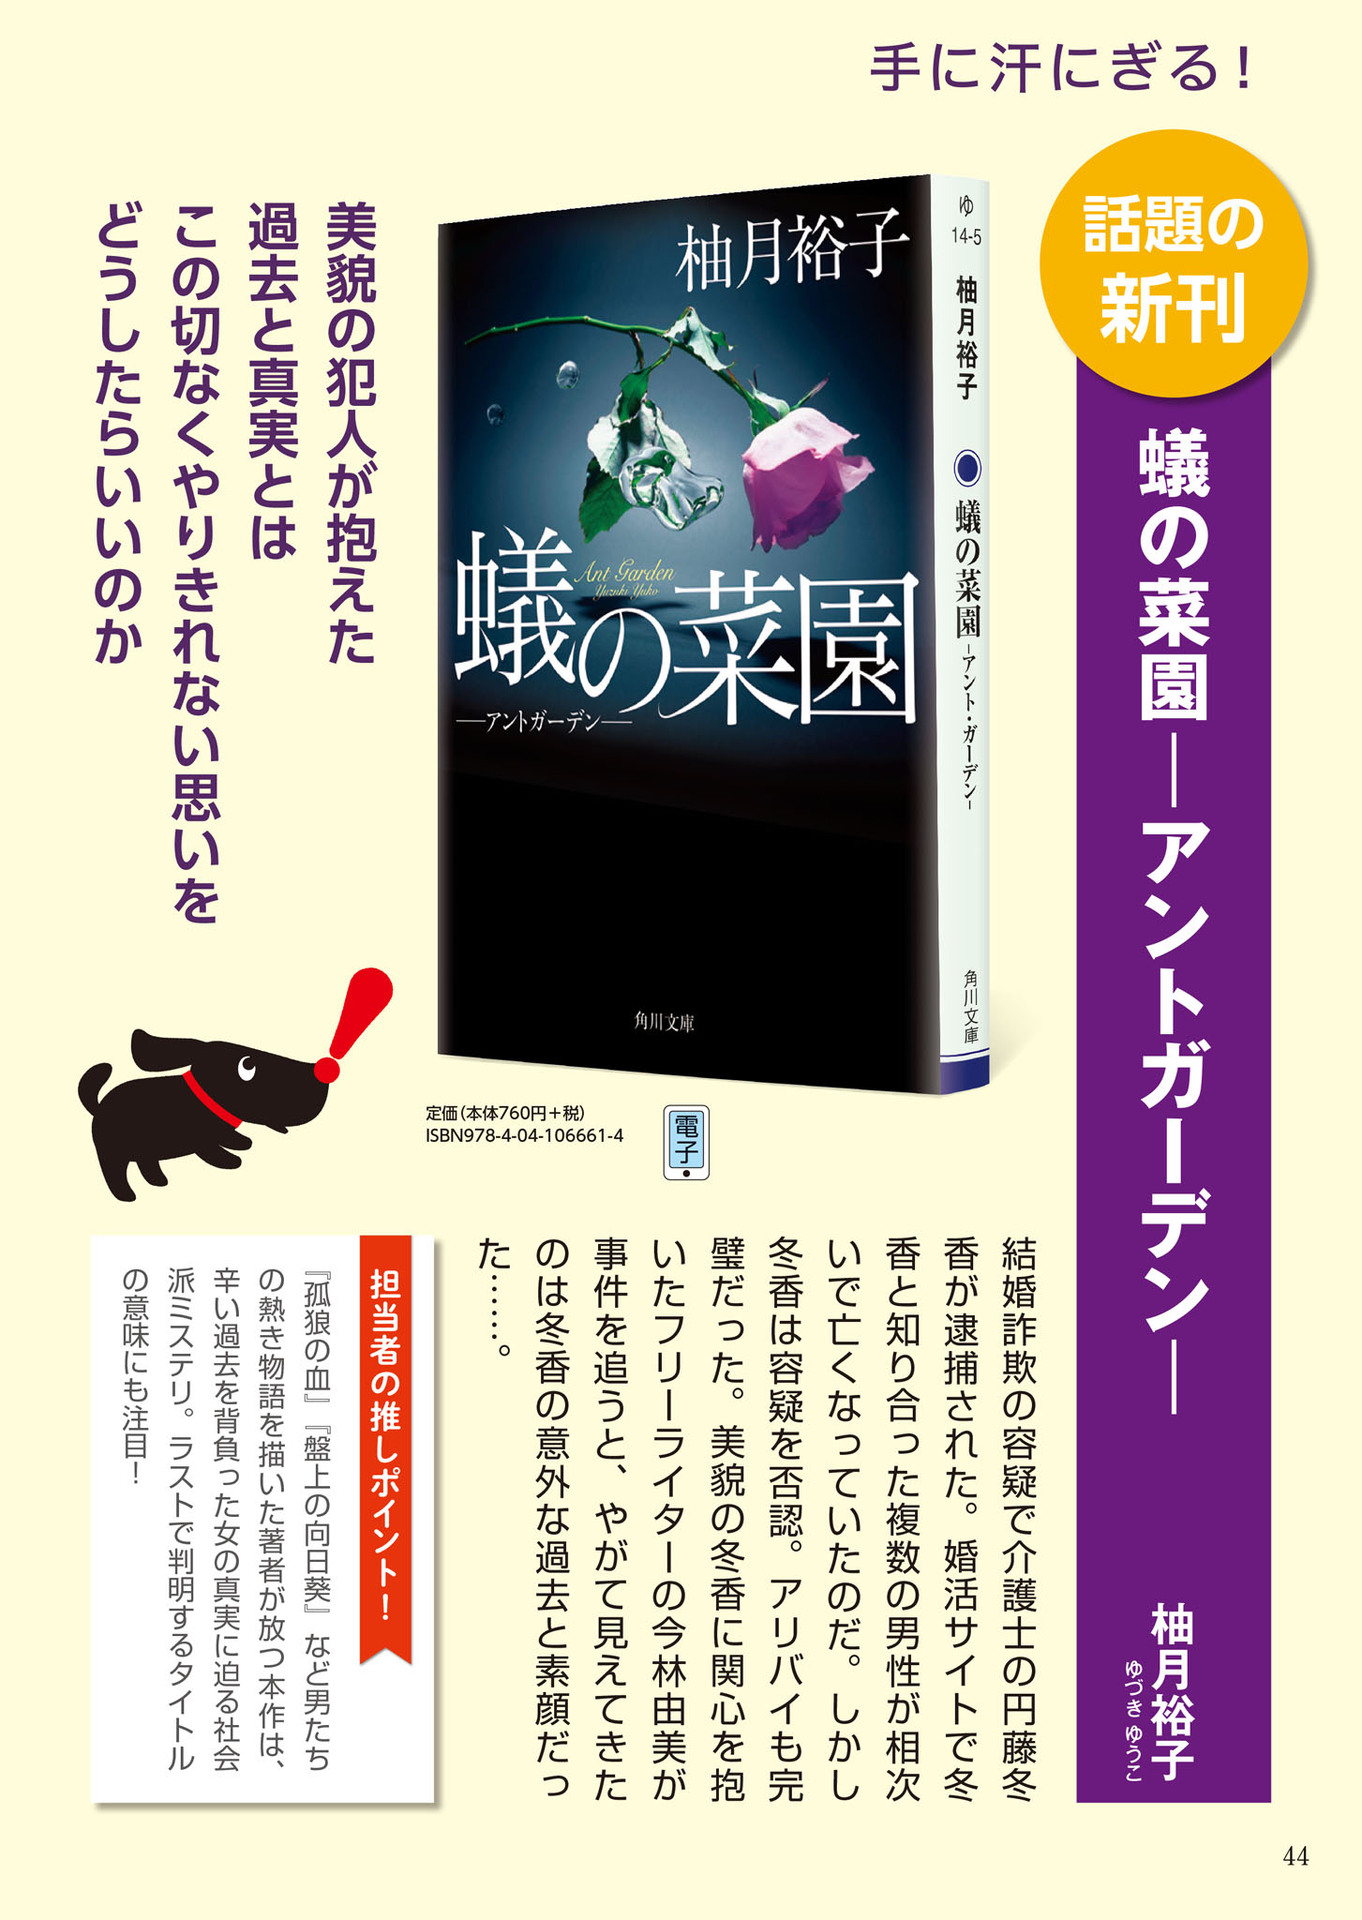 手に汗にぎる！
話題の
新刊
蟻の菜園―アントガーデン―
柚月裕子
ゆづき ゆうこ
ゆ
14-5
柚月裕子
蟻の菜園-アント・ガーデン-
角川文庫
柚月裕子
Ant Garden
Yuzuki Yuko
蟻の菜園
―アントガーデン―
角川文庫
美貌の犯人が抱えた
過去と真実とは
この切なくやりきれない思いを
どうしたらいいのか
定価（本体760円＋税）
ISBN978-4-04-106661-4
電子
結婚詐欺の容疑で介護士の円藤冬
香が逮捕された。婚活サイトで冬
香と知り合った複数の男性が相次
いで亡くなっていたのだ。しかし
冬香は容疑を否認。アリバイも完
璧だった。美貌の冬香に関心を抱
いたフリーライターの今林由美が
事件を追うと、やがて見えてきた
のは冬香の意外な過去と素顔だっ
た……。
担当者の推しポイント！
『孤狼の血』『盤上の向日葵』など男たち
の熱き物語を描いた著者が放つ本作は、
辛い過去を背負った女の真実に迫る社会
派ミステリ。ラストで判明するタイトル
の意味にも注目！
44